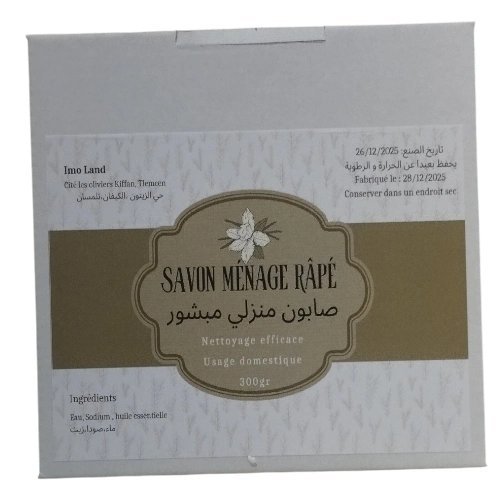 Imo Land
Cité les oliviers Kiffan, Tlemcen
حي الزيتون ،الكيفان،تلمسان
تاريخ الصنع: 26/12/2025
يحفظ بعيدا عن الحرارة و الرطوبة
Fabriqué le : 28/12/2025
Conserver dans un endroit sec
SAVON MÉNAGE RÂPÉ
صابون منزلي مبشور
Nettoyage efficace
Usage domestique
300gr
Ingrédients
Eau, Sodium , huile essentielle
ماء،صودا،زيت